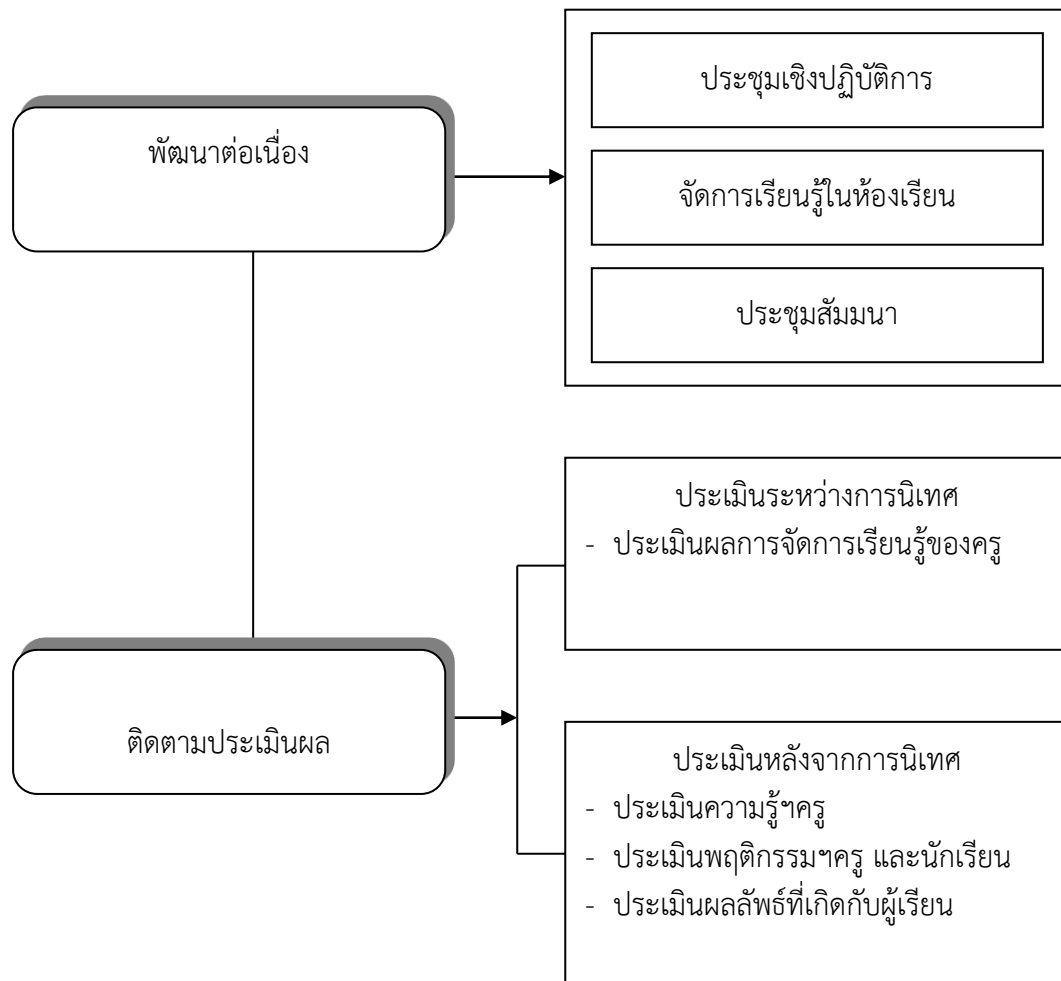 พัฒนาต่อเนื่อง
ประชุมเชิงปฏิบัติการ
จัดการเรียนรู้ในห้องเรียน
ประชุมสัมมนา
ติดตามประเมินผล
ประเมินระหว่างการนิเทศ
- ประเมินผลการจัดการเรียนรู้ของครู
ประเมินหลังจากการนิเทศ
- ประเมินความรู้ฯครู
- ประเมินพฤติกรรมฯครู และนักเรียน
- ประเมินผลลัพธ์ที่เกิดกับผู้เรียน